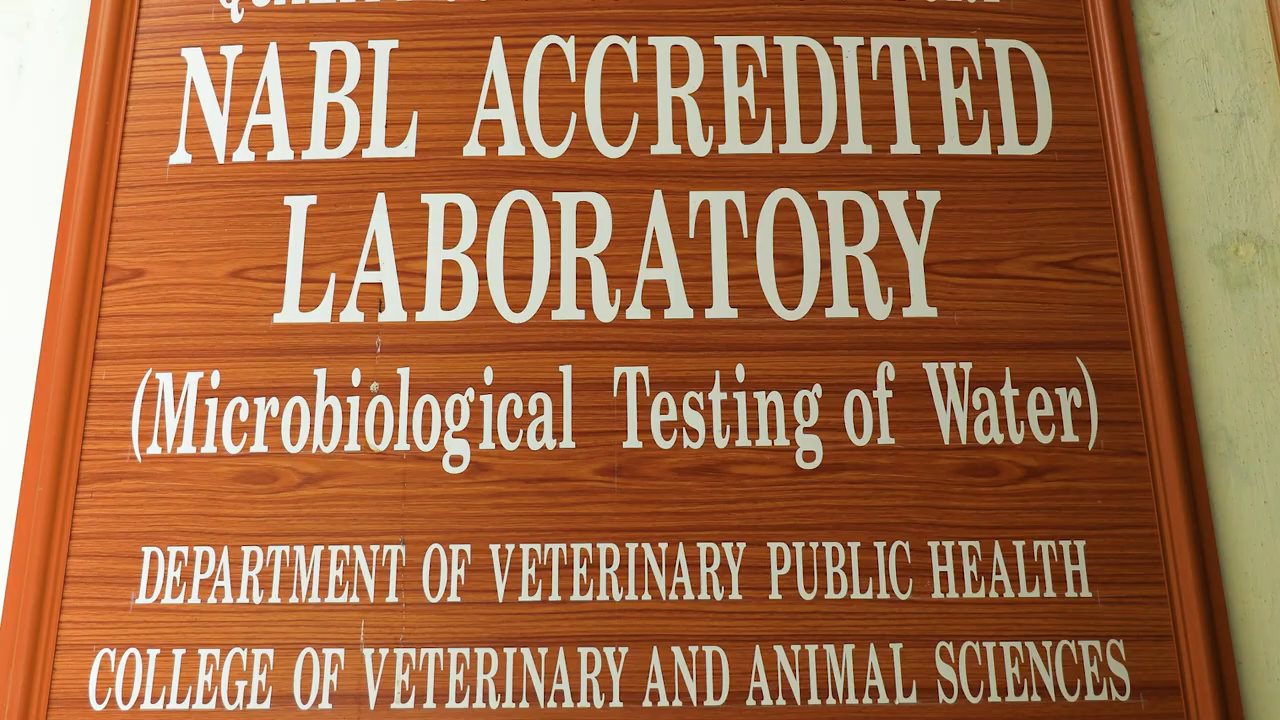 NABL ACCREDITED
LABORATORY
(Microbiological Testing of Water)
DEPARTMENT OF VETERINARY PUBLIC HEALTH
COLLEGE OF VETERINARY AND ANIMAL SCIENCES